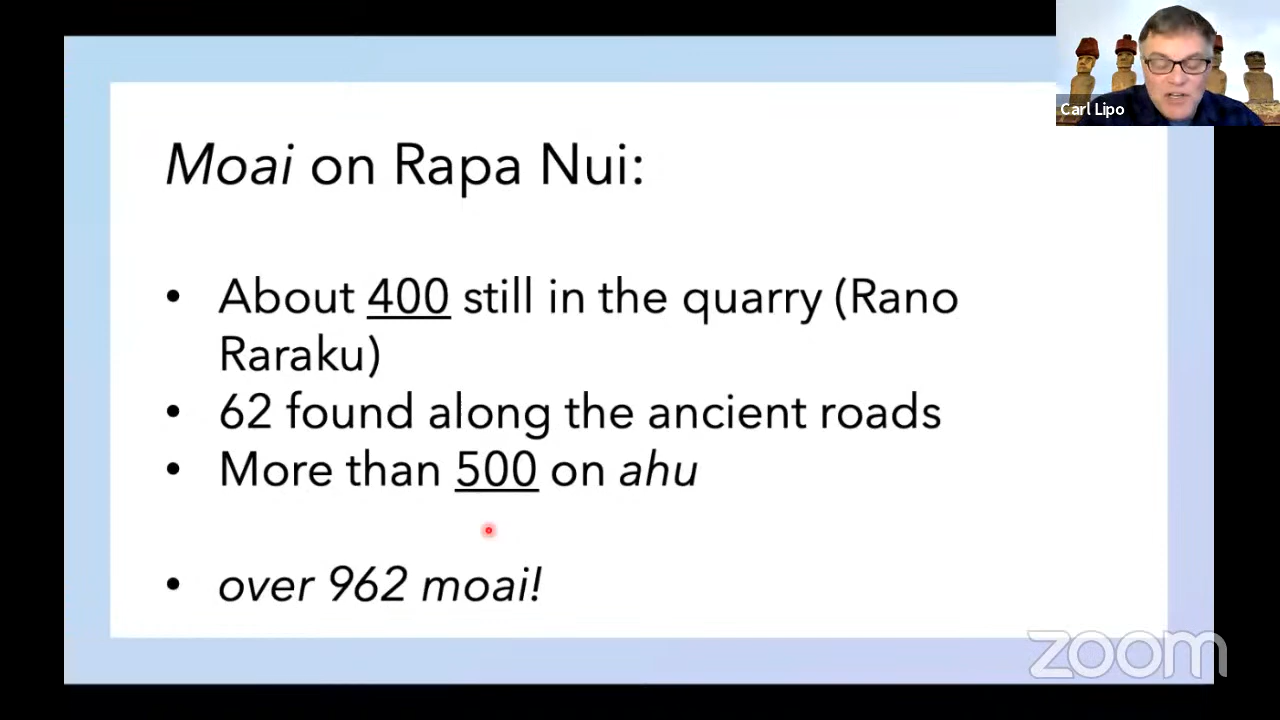 Carl Lipo
Moai on Rapa Nui:
• About 400 still in the quarry (Rano
Raraku)
• 62 found along the ancient roads
• More than 500 on ahu
• over 962 moai!
zoom